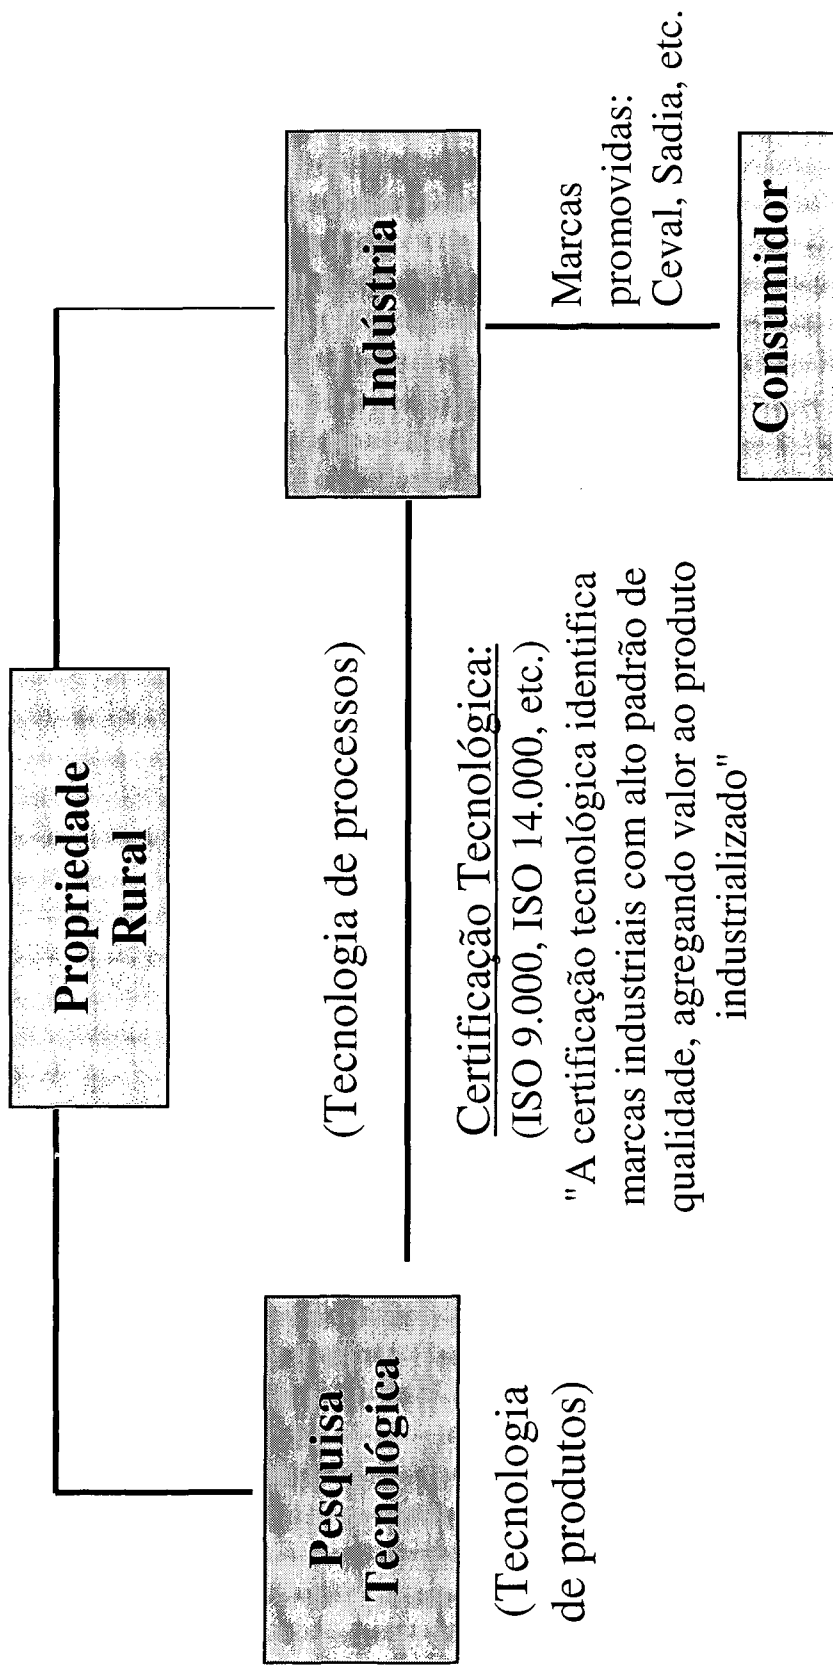 Propriedade
Rural
Pesquisa
Tecnológica
(Tecnologia
de produtos)
(Tecnologia de processos)
Indústria
Certificação Tecnológica:
(ISO 9.000, ISO 14.000, etc.)
"A certificação tecnológica identifica
marcas industriais com alto padrão de
qualidade, agregando valor ao produto
industrializado"
Marcas
promovidas:
Ceval, Sadia, etc.
Consumidor